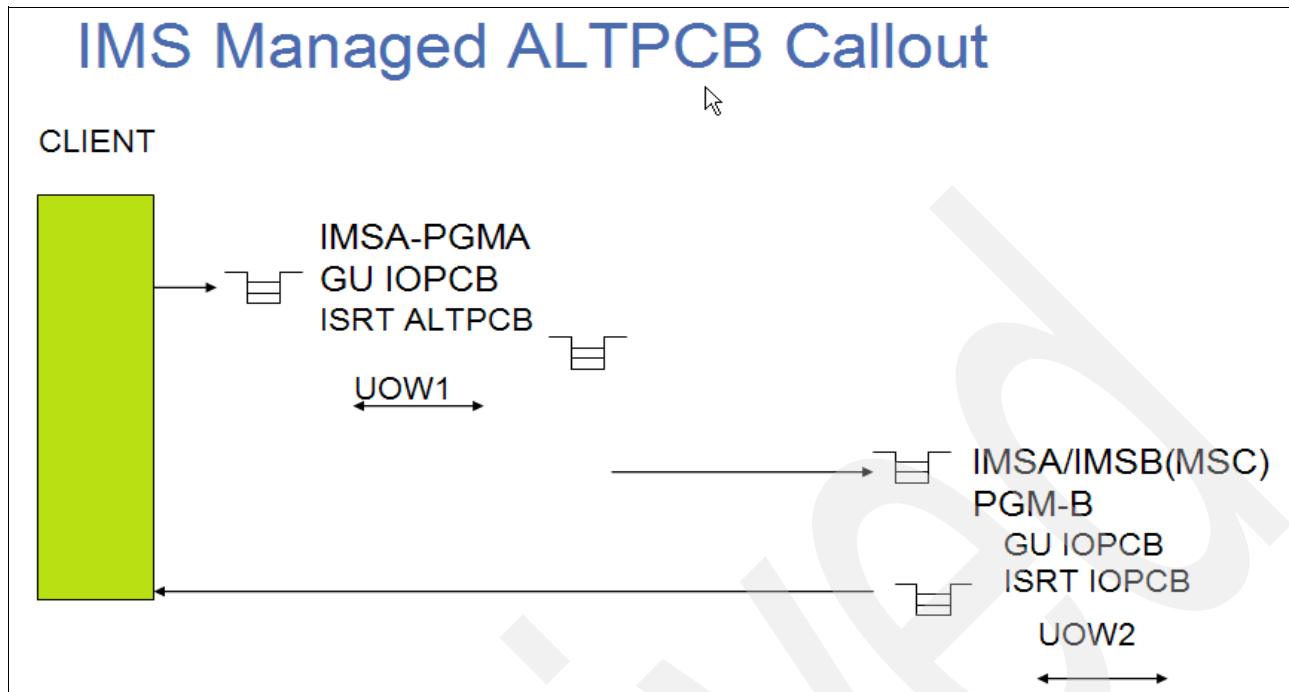 IMS Managed ALTPCB Callout
CLIENT
IMSA-PGMA
GU IOPCB
ISRT ALTPCB
UOW1
IMSA/IMSB(MSC)
PGM-B
GU IOPCB
ISRT IOPCB
UOW2